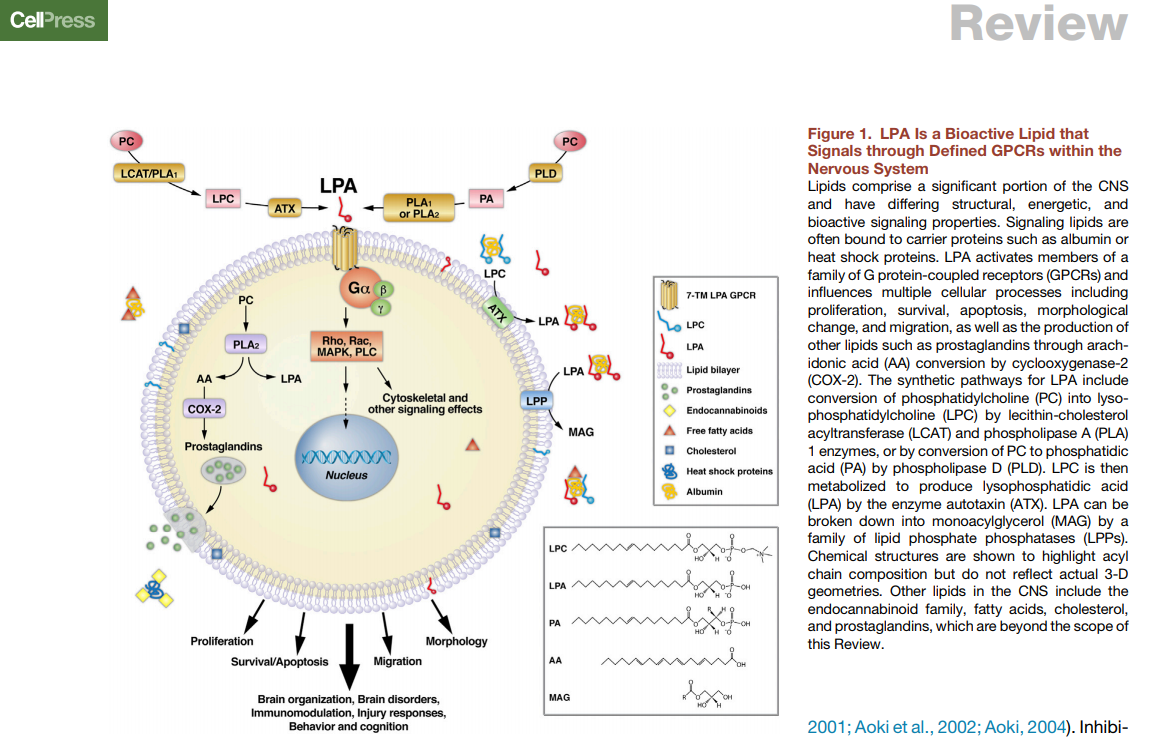 CellPress
Review
PC
LCAT/PLA1
LPC
ATX
LPA
PLA1
or PLA2
PA
PLD
PC
Gα
β
γ
Rho, Rac,
MAPK, PLC
Cytoskeletal and
other signaling effects
Nucleus
PC
PLA2
AA
LPA
COX-2
Prostaglandins
LPC
ATX
LPA
LPA
LPP
MAG
Proliferation
Survival/Apoptosis
Migration
Morphology
Brain organization, Brain disorders,
Immunomodulation, Injury responses,
Behavior and cognition
7-TM LPA GPCR
LPC
LPA
Lipid bilayer
Prostaglandins
Endocannabinoids
Free fatty acids
Cholesterol
Heat shock proteins
Albumin
LPC
LPA
PA
AA
MAG
Figure 1. LPA Is a Bioactive Lipid that
Signals through Defined GPCRs within the
Nervous System
Lipids comprise a significant portion of the CNS
and have differing structural, energetic, and
bioactive signaling properties. Signaling lipids are
often bound to carrier proteins such as albumin or
heat shock proteins. LPA activates members of a
family of G protein-coupled receptors (GPCRs) and
influences multiple cellular processes including
proliferation, survival, apoptosis, morphological
change, and migration, as well as the production of
other lipids such as prostaglandins through arach-
idonic acid (AA) conversion by cyclooxygenase-2
(COX-2). The synthetic pathways for LPA include
conversion of phosphatidylcholine (PC) into lyso-
phosphatidylcholine (LPC) by lecithin-cholesterol
acyltransferase (LCAT) and phospholipase A (PLA)
1 enzymes, or by conversion of PC to phosphatidic
acid (PA) by phospholipase D (PLD). LPC is then
metabolized to produce lysophosphatidic acid
(LPA) by the enzyme autotaxin (ATX). LPA can be
broken down into monoacylglycerol (MAG) by a
family of lipid phosphate phosphatases (LPPs).
Chemical structures are shown to highlight acyl
chain composition but do not reflect actual 3-D
geometries. Other lipids in the CNS include the
endocannabinoid family, fatty acids, cholesterol,
and prostaglandins, which are beyond the scope of
this Review.
2001; Aoki et al., 2002; Aoki, 2004). Inhibi-